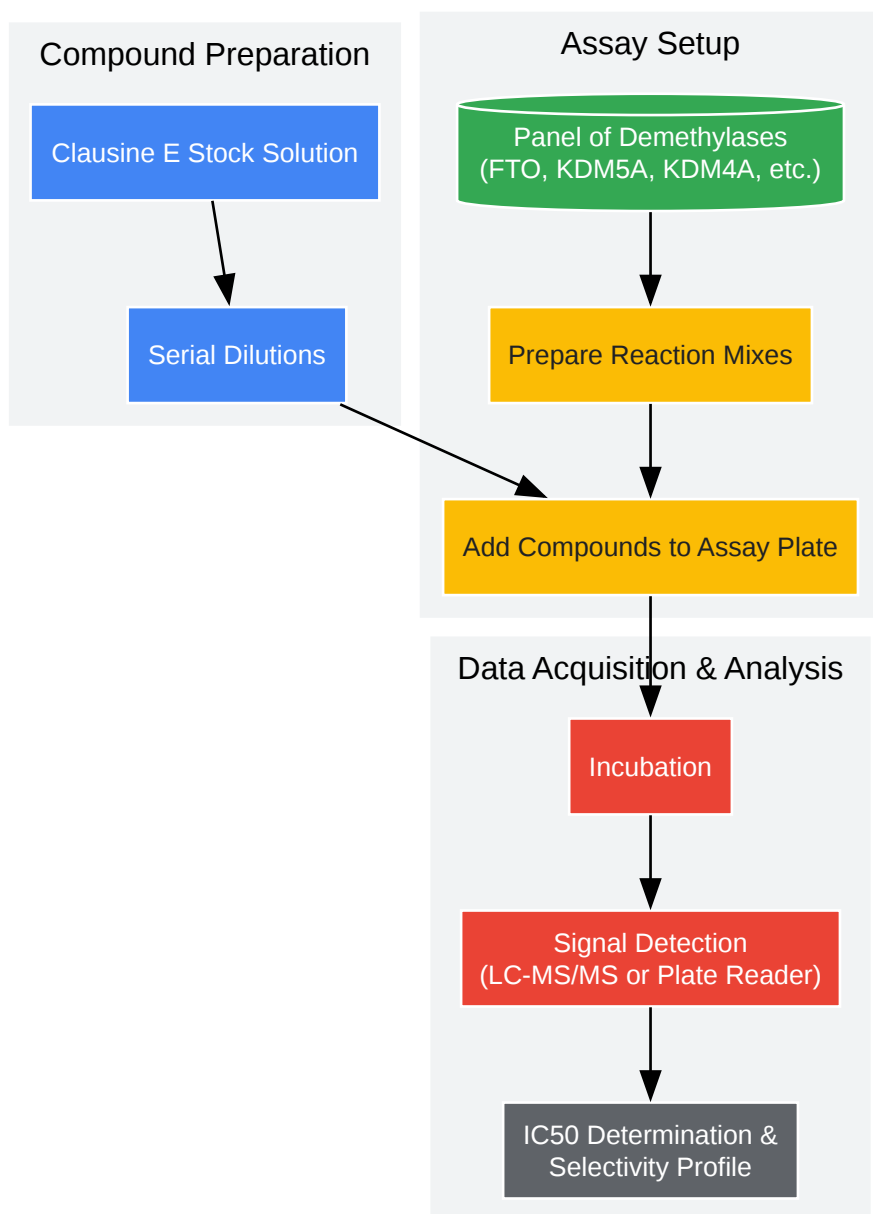 Compound Preparation
Clausine E Stock Solution
Serial Dilutions
Assay Setup
Panel of Demethylases
(FTO, KDM5A, KDM4A, etc.)
Prepare Reaction Mixes
Add Compounds to Assay Plate
Data Acquisition & Analysis
Incubation
Signal Detection
(LC-MS/MS or Plate Reader)
IC50 Determination &
Selectivity Profile